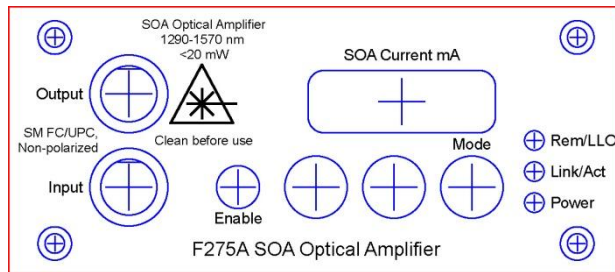 SOA Optical Amplifier
1290-1570 nm
<20 mW
SOA Current mA
Output
SM FC/UPC,
Non-polarized
Clean before use
Mode
Rem/LLO
Input
Link/Act
Enable
Power
F275A SOA Optical Amplifier